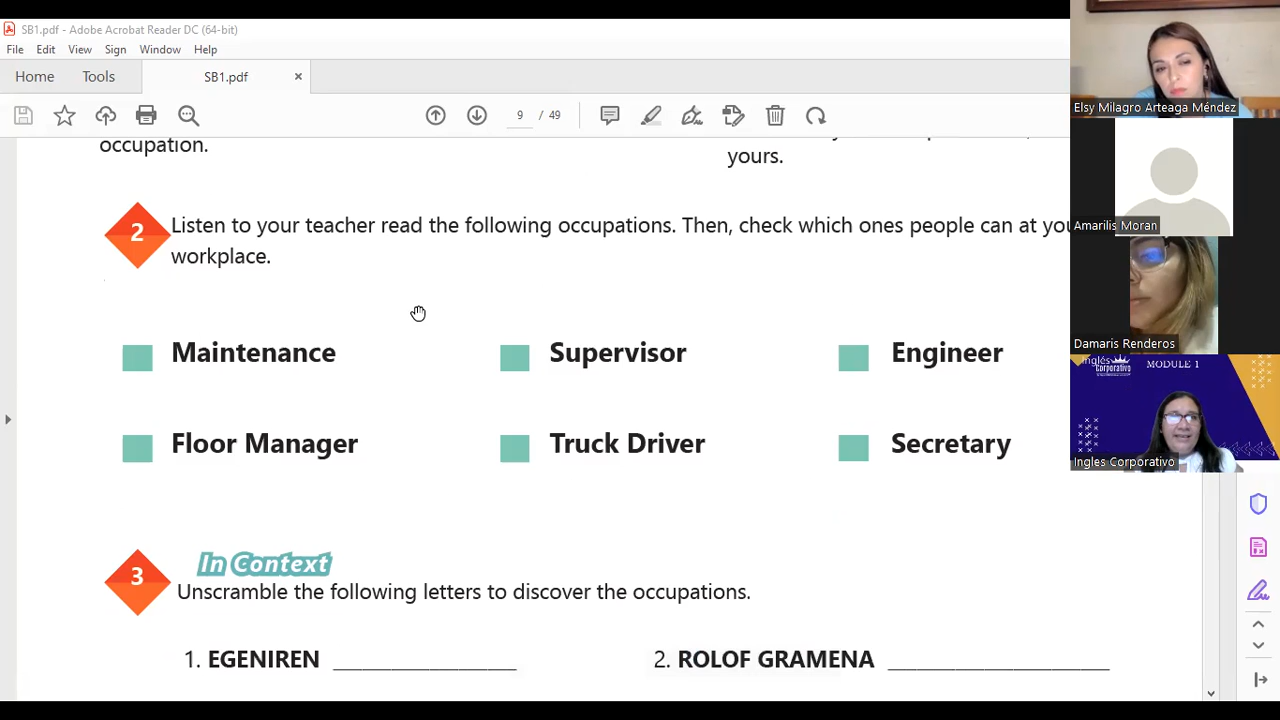 SB1.pdf - Adobe Acrobat Reader DC (64-bit)
File Edit View Sign Window Help
Home Tools SB1.pdf ×
9 / 49
occupation.
yours.
2 Listen to your teacher read the following occupations. Then, check which ones people can at you
workplace.
Maintenance Supervisor Engineer
Floor Manager Truck Driver Secretary
In Context
3 Unscramble the following letters to discover the occupations.
1. EGENIREN 2. ROLOF GRAMENA
Elsy Milagro Arteaga Méndez
Amarilis Moran
Damaris Renderos
Inglés
Corporativo
MODULE 1
Ingles Corporativo